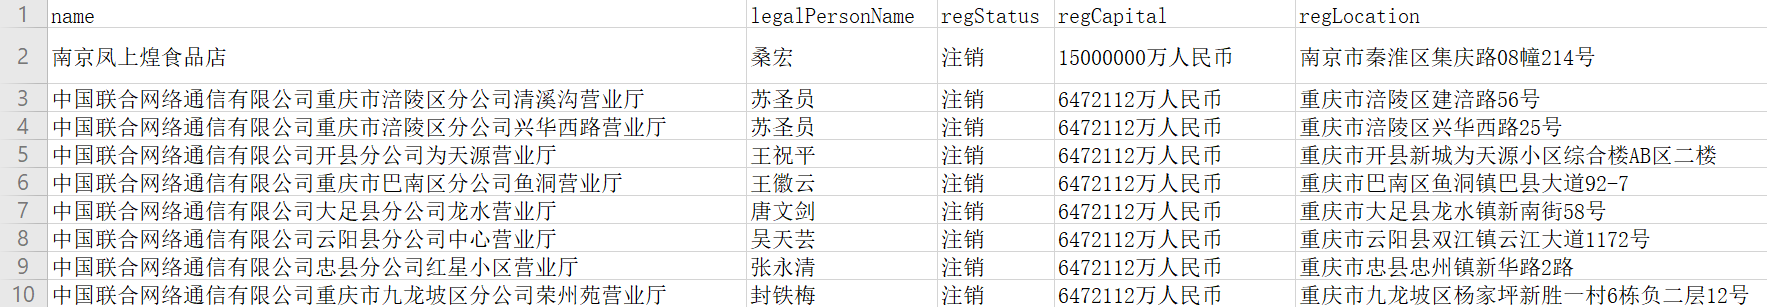 1 name legalPersonName regStatus regCapital regLocation
2 南京凤上煌食品店 桑宏 注销 15000000万人民币 南京市秦淮区集庆路08幢214号
3 中国联合网络通信有限公司重庆市涪陵区分公司清溪沟营业厅 苏圣员 注销 6472112万人民币 重庆市涪陵区建涪路56号
4 中国联合网络通信有限公司重庆市涪陵区分公司兴华西路营业厅 苏圣员 注销 6472112万人民币 重庆市涪陵区兴华西路25号
5 中国联合网络通信有限公司开县分公司为天源营业厅 王祝平 注销 6472112万人民币 重庆市开县新城为天源小区综合楼AB区二楼
6 中国联合网络通信有限公司重庆市巴南区分公司鱼洞营业厅 王徽云 注销 6472112万人民币 重庆市巴南区鱼洞镇巴县大道92-7
7 中国联合网络通信有限公司大足县分公司龙水营业厅 唐文剑 注销 6472112万人民币 重庆市大足县龙水镇新南街58号
8 中国联合网络通信有限公司云阳县分公司中心营业厅 吴天芸 注销 6472112万人民币 重庆市云阳县双江镇云江大道1172号
9 中国联合网络通信有限公司忠县分公司红星小区营业厅 张永清 注销 6472112万人民币 重庆市忠县忠州镇新华路2路
10 中国联合网络通信有限公司重庆市九龙坡区分公司荣州苑营业厅 封铁梅 注销 6472112万人民币 重庆市九龙坡区杨家坪新胜一村6栋负二层12号